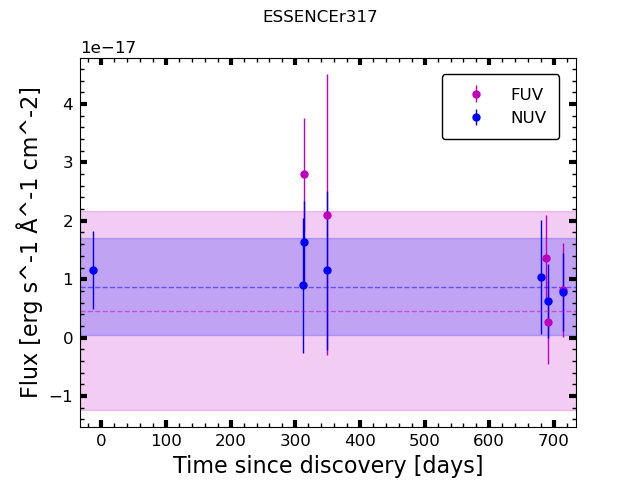 ESSENCEr317
1e−17
FUV
NUV
4
3
2
1
0
−1
Flux [erg s^-1 Å^-1 cm^-2]
0 100 200 300 400 500 600 700
Time since discovery [days]